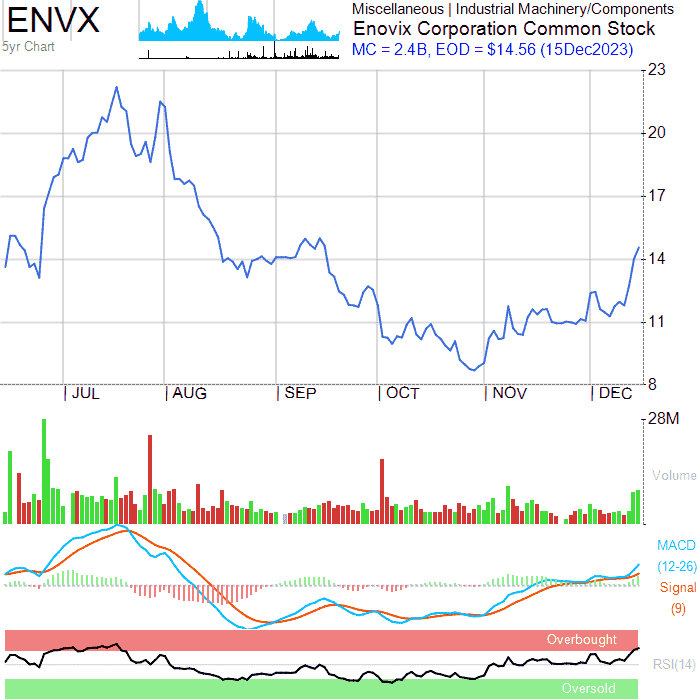 ENVX
5yr Chart
Miscellaneous | Industrial Machinery/Components
Enovix Corporation Common Stock
MC = 2.4B, EOD = $14.56 (15Dec2023)
23
20
17
14
11
8
JUL AUG SEP OCT NOV DEC
28M
Volume
MACD
(12-26)
Signal
(9)
Overbought
RSI(14)
Oversold